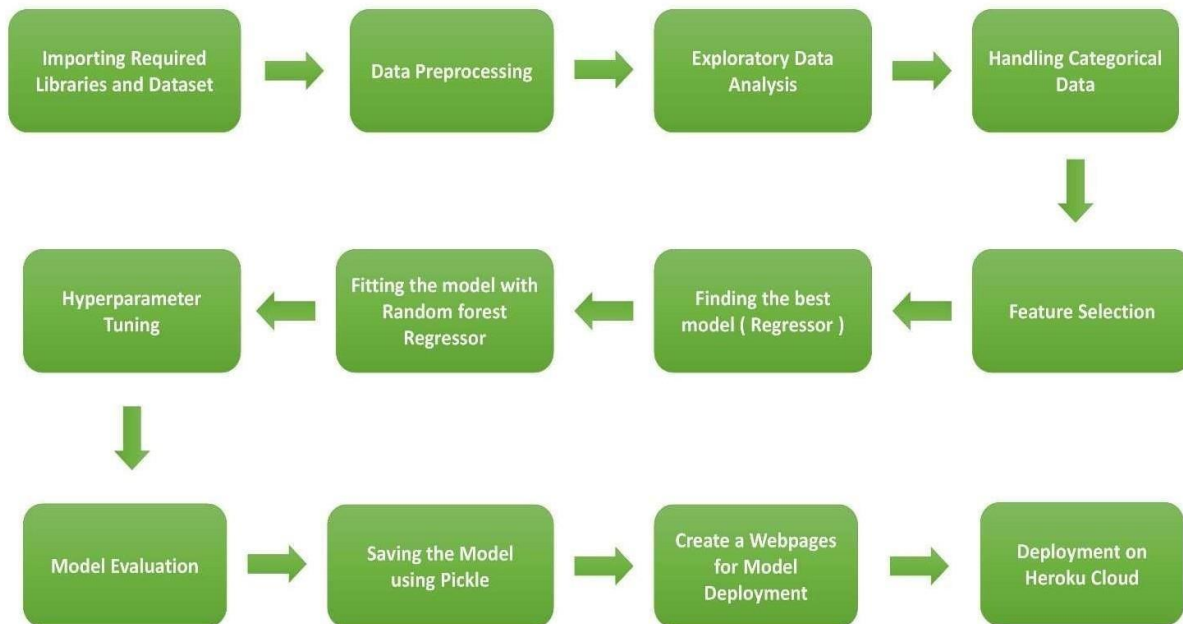 Importing Required
Libraries and Dataset
Data Preprocessing
Exploratory Data
Analysis
Handling Categorical
Data
Feature Selection
Finding the best
model ( Regressor )
Fitting the model with
Random forest
Regressor
Hyperparameter
Tuning
Model Evaluation
Saving the Model
using Pickle
Create a Webpages
for Model
Deployment
Deployment on
Heroku Cloud